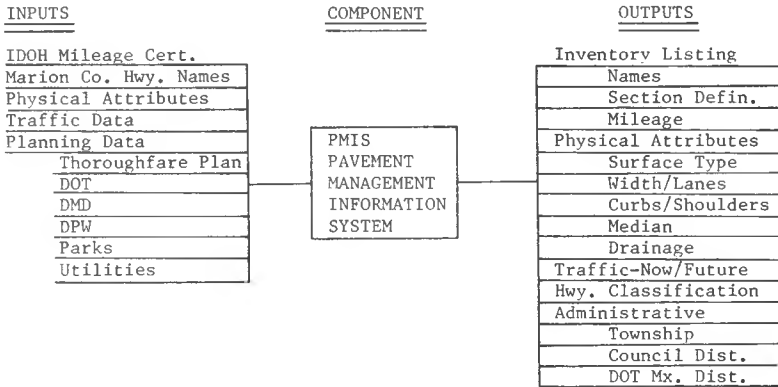 INPUTS
IDOH Mileage Cert.
Marion Co. Hwy. Names
Physical Attributes
Traffic Data
Planning Data
Thoroughfare Plan
DOT
DMD
DPW
Parks
Utilities
COMPONENT
PMIS
PAVEMENT
MANAGEMENT
INFORMATION
SYSTEM
OUTPUTS
Inventory Listing
Names
Section Defin.
Mileage
Physical Attributes
Surface Type
Width/Lanes
Curbs/Shoulders
Median
Drainage
Traffic-Now/Future
Hwy. Classification
Administrative
Township
Council Dist.
DOT Mx. Dist.